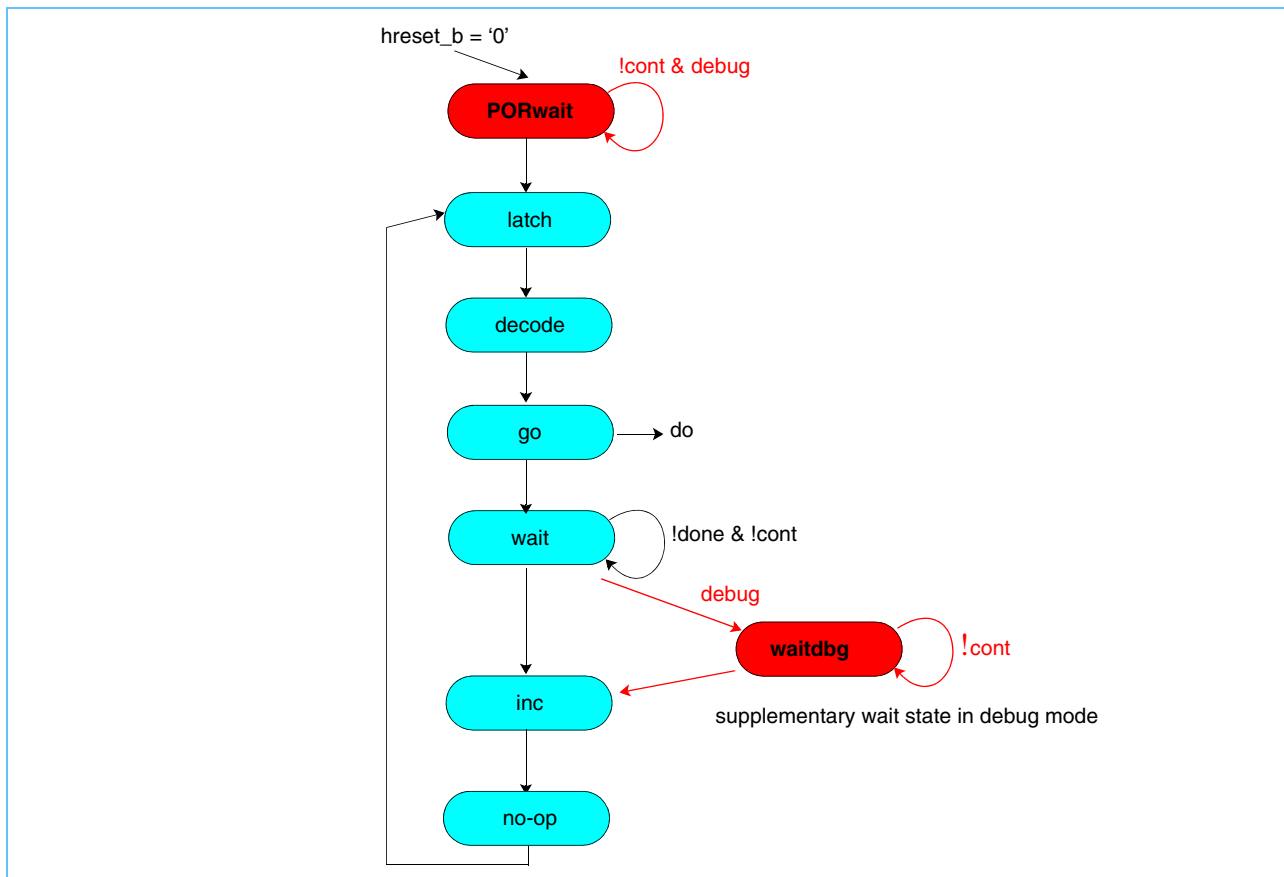 hreset_b = ‘0’
!cont & debug
PORwait
latch
decode
go
do
wait
!done & !cont
debug
waitdbg
!cont
inc
supplementary wait state in debug mode
no-op